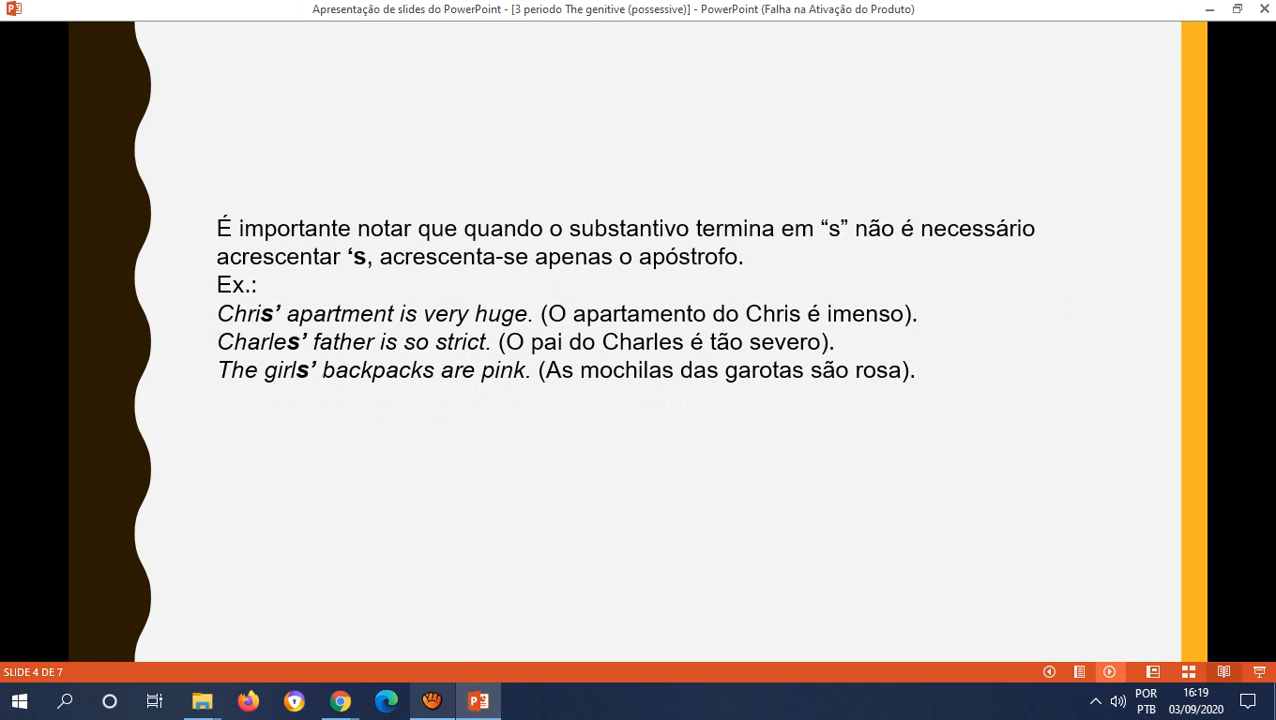 Apresentação de slides do PowerPoint - [3 periodo The genitive (possessive)] - PowerPoint (Falha na Ativação do Produto)
É importante notar que quando o substantivo termina em “s” não é necessário
acrescentar ‘s, acrescenta-se apenas o apóstrofo.
Ex.:
Chris’ apartment is very huge. (O apartamento do Chris é imenso).
Charles’ father is so strict. (O pai do Charles é tão severo).
The girls’ backpacks are pink. (As mochilas das garotas são rosa).
SLIDE 4 DE 7
POR 16:19
PTB 03/09/2020